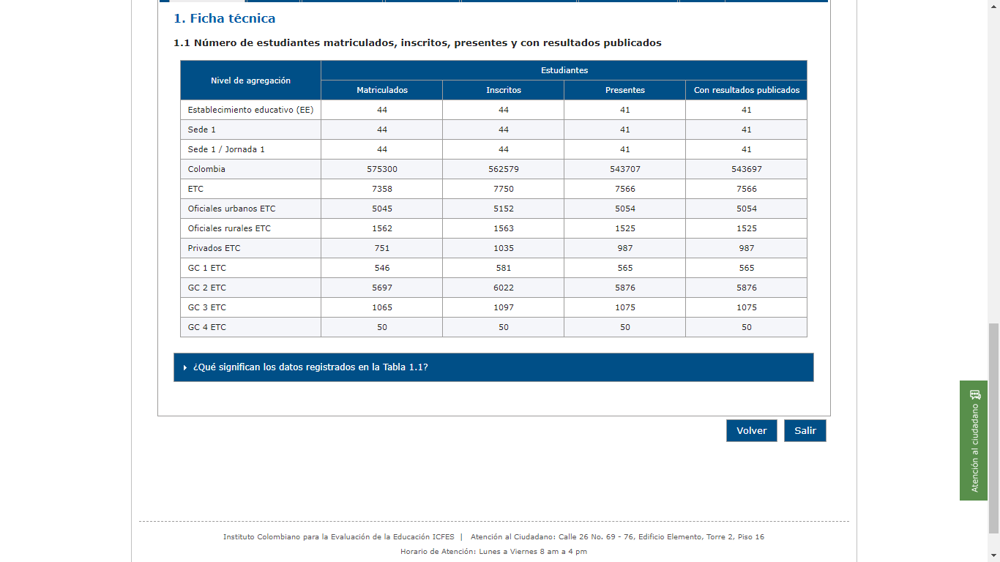 1. Ficha técnica
1.1 Número de estudiantes matriculados, inscritos, presentes y con resultados publicados
Nivel de agregación Estudiantes
Matriculados Inscritos Presentes Con resultados publicados
Establecimiento educativo (EE) 44 44 41 41
Sede 1 44 44 41 41
Sede 1 / Jornada 1 44 44 41 41
Colombia 575300 562579 543707 543697
ETC 7358 7750 7566 7566
Oficiales urbanos ETC 5045 5152 5054 5054
Oficiales rurales ETC 1562 1563 1525 1525
Privados ETC 751 1035 987 987
GC 1 ETC 546 581 565 565
GC 2 ETC 5697 6022 5876 5876
GC 3 ETC 1065 1097 1075 1075
GC 4 ETC 50 50 50 50
¿Qué significan los datos registrados en la Tabla 1.1?
Volver Salir
Atención al ciudadano
Instituto Colombiano para la Evaluación de la Educación ICFES | Atención al Ciudadano: Calle 26 No. 69 - 76, Edificio Elemento, Torre 2, Piso 16
Horario de Atención: Lunes a Viernes 8 am a 4 pm